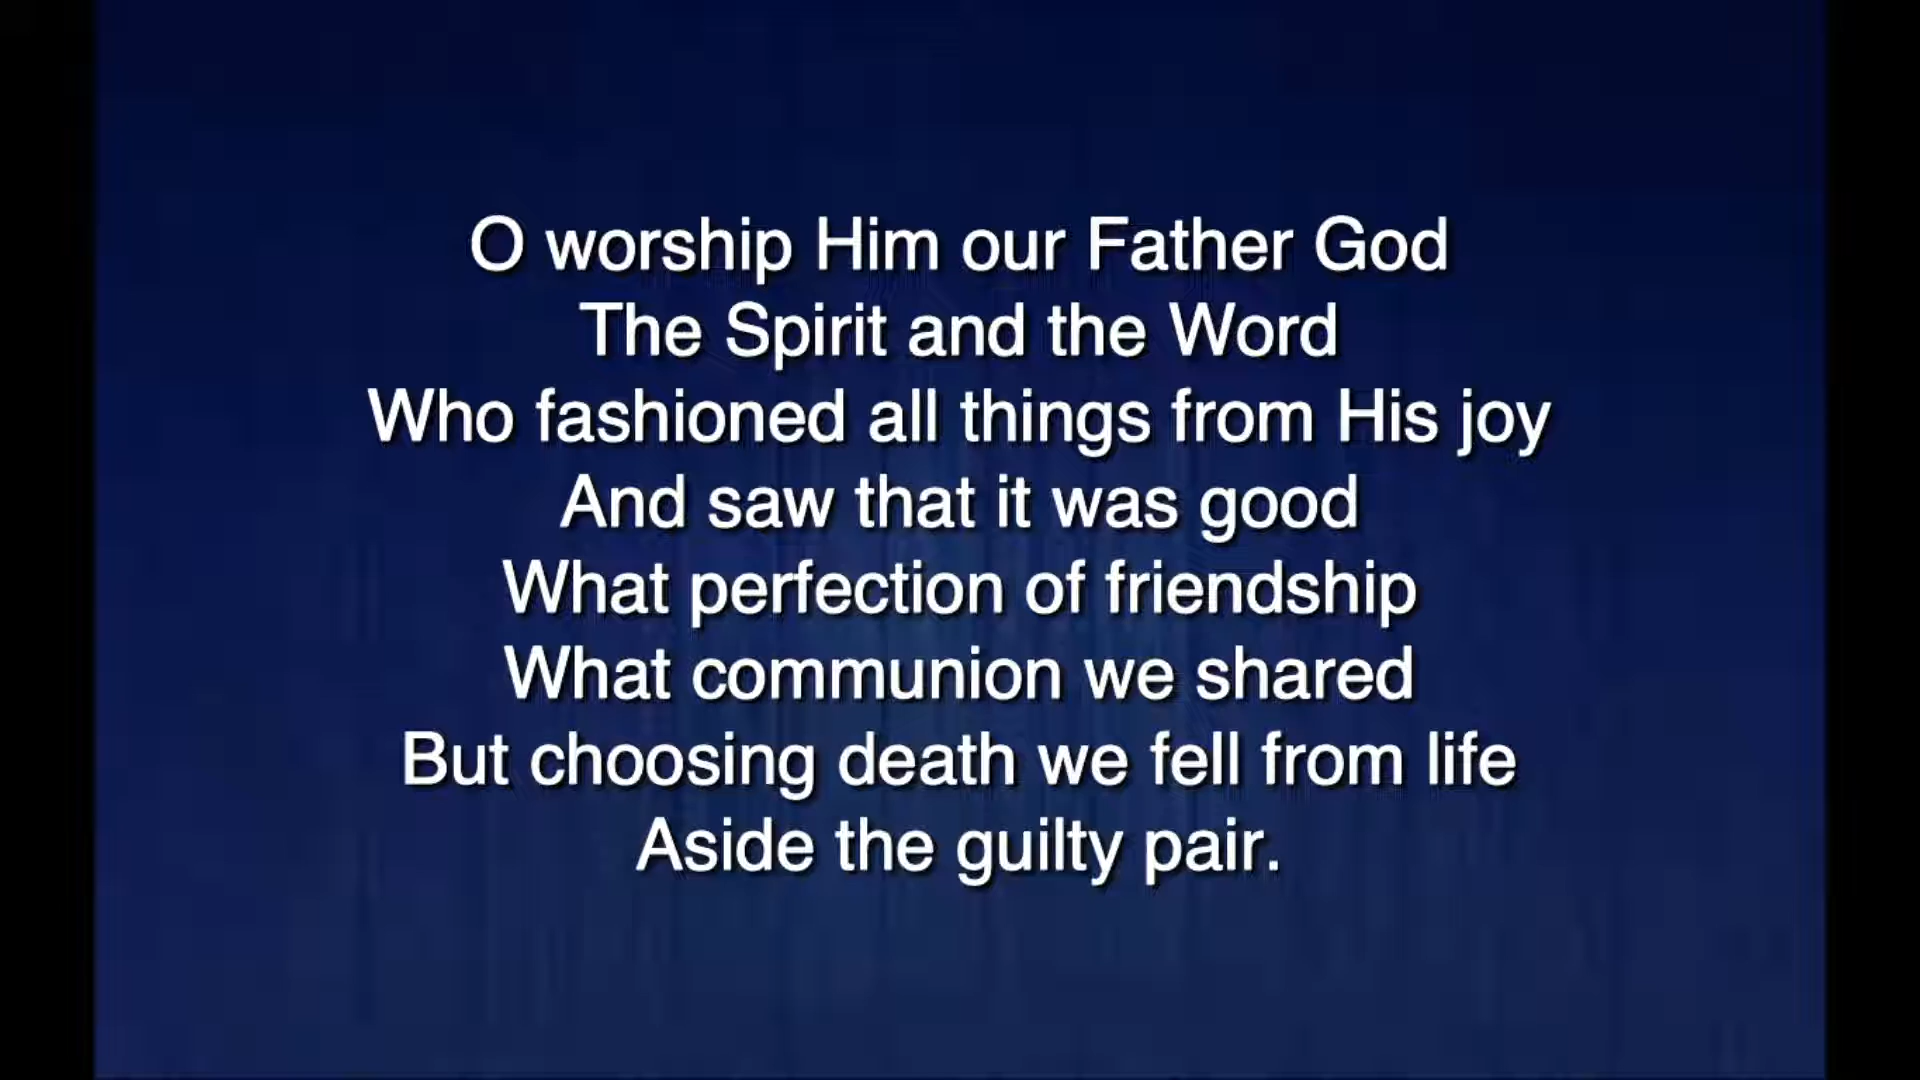 O worship Him our Father God
The Spirit and the Word
Who fashioned all things from His joy
And saw that it was good
What perfection of friendship
What communion we shared
But choosing death we fell from life
Aside the guilty pair.